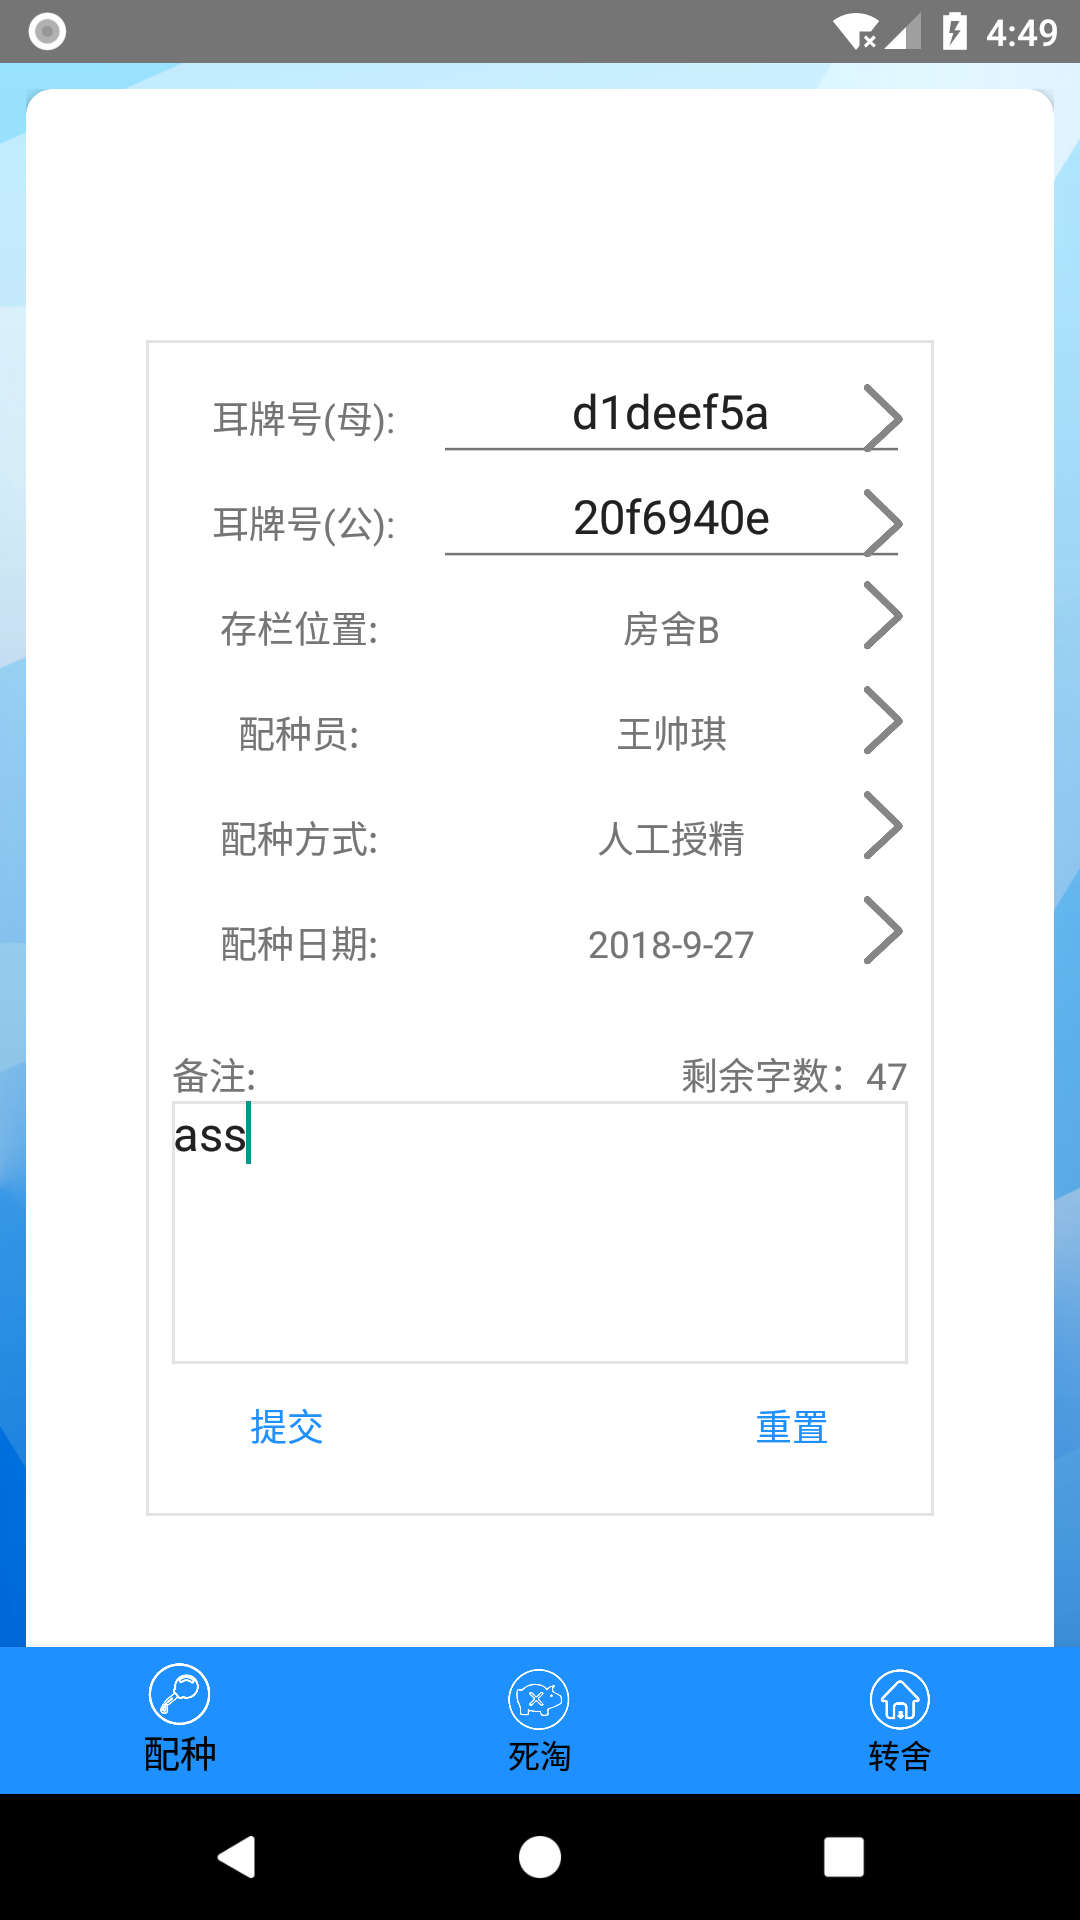 4:49
耳牌号(母): d1deef5a
耳牌号(公): 20f6940e
存栏位置: 房舍B
配种员: 王帅琪
配种方式: 人工授精
配种日期: 2018-9-27
备注: 剩余字数：47
ass
提交 重置
配种 死淘 转舍